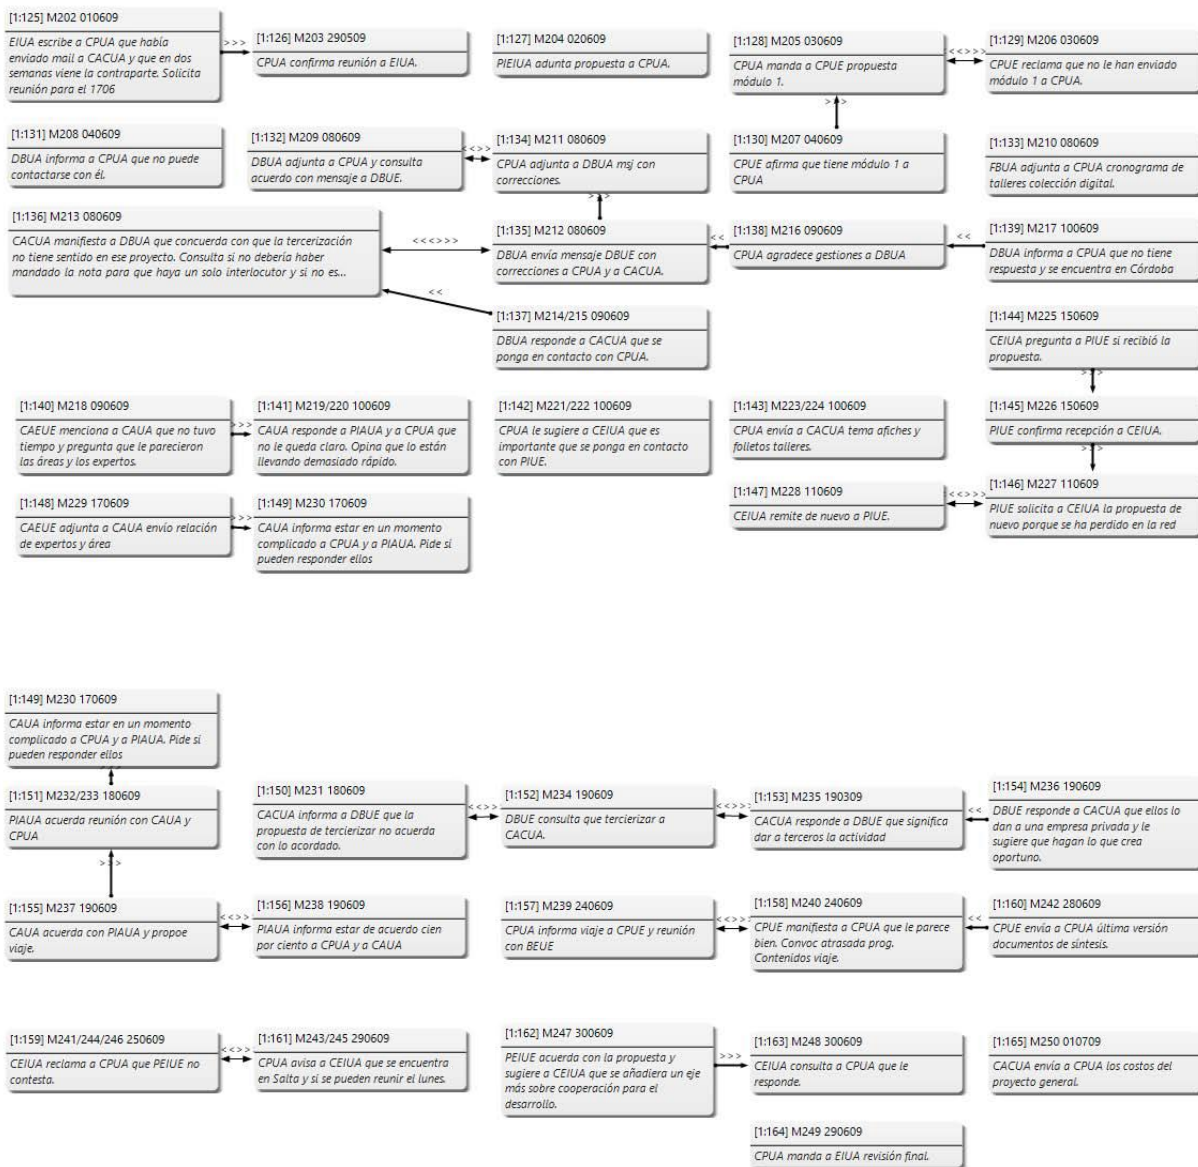 [1:125] M202 010609
EIUA escribe a CPUA que había
enviado mail a CACUA y que en dos
semanas viene la contraparte. Solicita
reunión para el 1706
>>>
[1:126] M203 290509
CPUA confirma reunión a EIUA.
[1:127] M204 020609
PIEIUA adunta propuesta a CPUA.
[1:128] M205 030609
CPUA manda a CPUE propuesta
módulo 1.
<<>>>
[1:129] M206 030609
CPUE reclama que no le han enviado
módulo 1 a CPUA.
>>>
[1:131] M208 040609
DBUA informa a CPUA que no puede
contactarse con él.
[1:132] M209 080609
DBUA adjunta a CPUA y consulta
acuerdo con mensaje a DBUE.
<<>>
[1:134] M211 080609
CPUA adjunta a DBUA msj con
correcciones.
[1:130] M207 040609
CPUE afirma que tiene módulo 1 a
CPUA
[1:133] M210 080609
FBUA adjunta a CPUA cronograma de
talleres colección digital.
>>>
[1:136] M213 080609
CACUA manifiesta a DBUA que concuerda con que la tercerización
no tiene sentido en ese proyecto. Consulta si no debería haber
mandado la nota para que haya un solo interlocutor y si no es...
<<<>>>
[1:135] M212 080609
DBUA envía mensaje DBUE con
correcciones a CPUA y a CACUA.
<<
[1:138] M216 090609
CPUA agradece gestiones a DBUA
<<
[1:139] M217 100609
DBUA informa a CPUA que no tiene
respuesta y se encuentra en Córdoba
<<
[1:137] M214/215 090609
DBUA responde a CACUA que se
ponga en contacto con CPUA.
[1:144] M225 150609
CEIUA pregunta a PIUE si recibió la
propuesta.
>>>
[1:140] M218 090609
CAEUE menciona a CAUA que no tuvo
tiempo y pregunta que le parecieron
las áreas y los expertos.
>>>
[1:141] M219/220 100609
CAUA responde a PIAUA y a CPUA que
no le queda claro. Opina que lo están
llevando demasiado rápido.
[1:142] M221/222 100609
CPUA le sugiere a CEIUA que es
importante que se ponga en contacto
con PIUE.
[1:143] M223/224 100609
CPUA envía a CACUA tema afiches y
folletos talleres.
[1:145] M226 150609
PIUE confirma recepción a CEIUA.
>>>
[1:148] M229 170609
CAEUE adjunta a CAUA envío relación
de expertos y área
>>>
[1:149] M230 170609
CAUA informa estar en un momento
complicado a CPUA y a PIAUA. Pide si
pueden responder ellos
[1:147] M228 110609
CEIUA remite de nuevo a PIUE.
<<>>>
[1:146] M227 110609
PIUE solicita a CEIUA la propuesta de
nuevo porque se ha perdido en la red
[1:149] M230 170609
CAUA informa estar en un momento
complicado a CPUA y a PIAUA. Pide si
pueden responder ellos
>>>
[1:151] M232/233 180609
PIAUA acuerda reunión con CAUA y
CPUA
[1:150] M231 180609
CACUA informa a DBUE que la
propuesta de tercierizar no acuerda
con lo acordado.
<<>>
[1:152] M234 190609
DBUE consulta que tercierizar a
CACUA.
<<>>>
[1:153] M235 190309
CACUA responde a DBUE que significa
dar a terceros la actividad
<<
[1:154] M236 190609
DBUE responde a CACUA que ellos lo
dan a una empresa privada y le
sugiere que hagan lo que crea
oportuno.
>>>
[1:155] M237 190609
CAUA acuerda con PIAUA y propoe
viaje.
<<>>
[1:156] M238 190609
PIAUA informa estar de acuerdo cien
por ciento a CPUA y a CAUA
[1:157] M239 240609
CPUA informa viaje a CPUE y reunión
con BEUE
<<>>>
[1:158] M240 240609
CPUE manifiesta a CPUA que le parece
bien. Convoc atrasada prog.
Contenidos viaje.
<<
[1:160] M242 280609
CPUE envía a CPUA última versión
documentos de síntesis.
[1:159] M241/244/246 250609
CEIUA reclama a CPUA que PEIUE no
contesta.
<<>>
[1:161] M243/245 290609
CPUA avisa a CEIUA que se encuentra
en Salta y si se pueden reunir el lunes.
[1:162] M247 300609
PEIUE acuerda con la propuesta y
sugiere a CEIUA que se añadiera un eje
más sobre cooperación para el
desarrollo.
>>>
[1:163] M248 300609
CEIUA consulta a CPUA que le
responde.
[1:165] M250 010709
CACUA envía a CPUA los costos del
proyecto general.
[1:164] M249 290609
CPUA manda a EIUA revisión final.